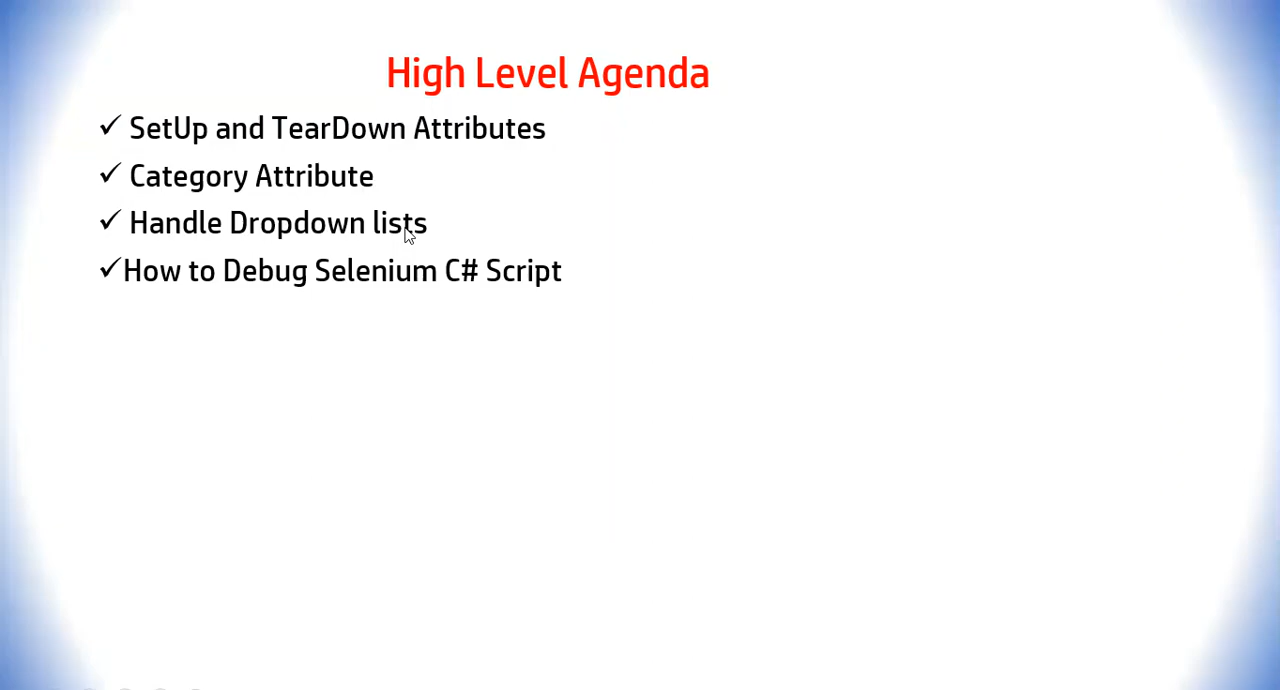 High Level Agenda
✓ SetUp and TearDown Attributes
✓ Category Attribute
✓ Handle Dropdown lists
✓How to Debug Selenium C# Script